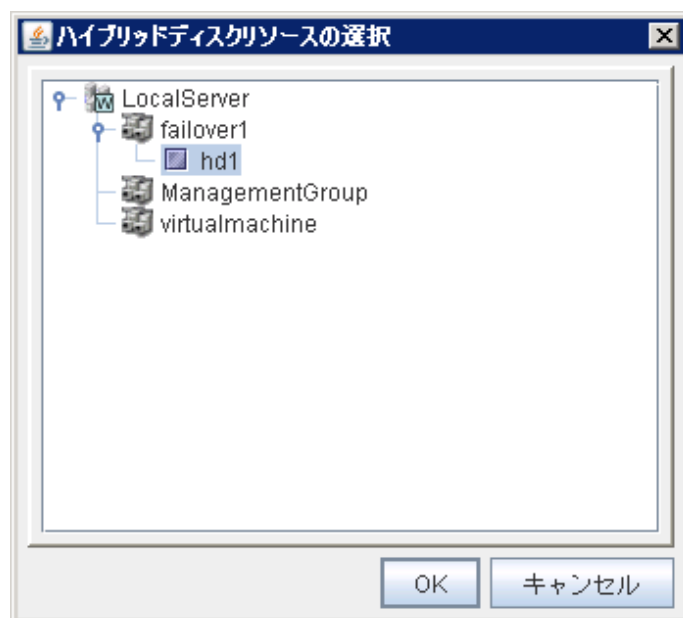 ハイブリッドディスクリソースの選択
LocalServer
failover1
hd1
ManagementGroup
virtualmachine
OK
キャンセル